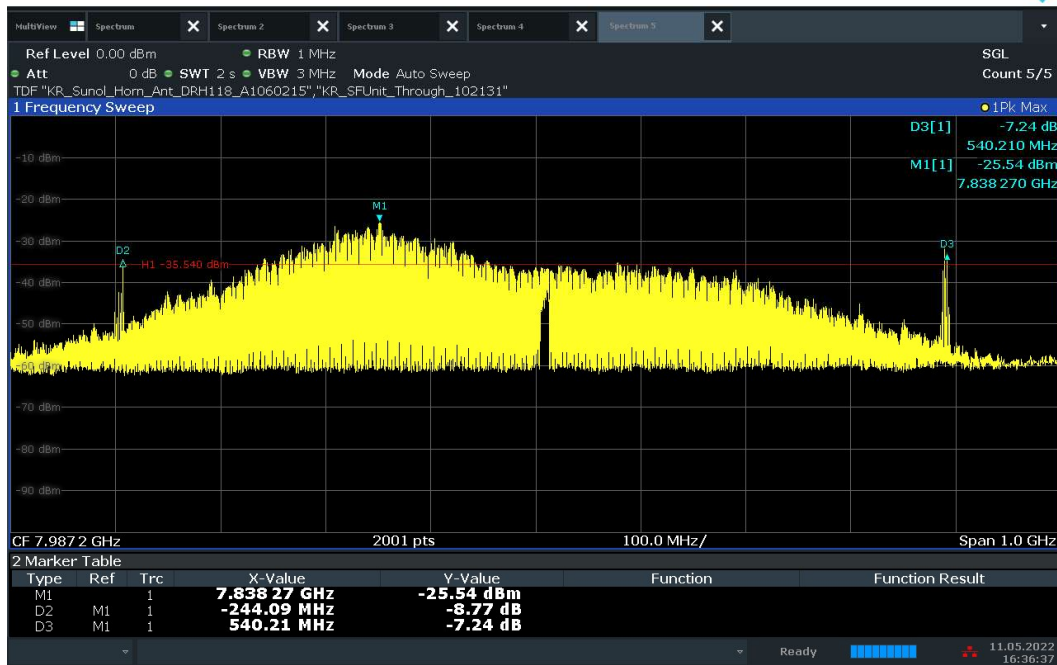 MultiView Spectrum Spectrum 2 Spectrum 3 Spectrum 4 Spectrum 5
Ref Level 0.00 dBm RBW 1 MHz SGL
Att 0 dB SWT 2 s VBW 3 MHz Mode Auto Sweep Count 5/5
TDF "KR_Sunol_Horn_Ant_DRH118_A1060215","KR_SFUnit_Through_102131"
1 Frequency Sweep 1Pk Max
D3[1] -7.24 dB
540.210 MHz
-10 dBm M1[1] -25.54 dBm
7.838 270 GHz
-20 dBm
M1
-30 dBm
D2 D3
H1 -35.540 dBm
-40 dBm
-50 dBm
-60 dBm
-70 dBm
-80 dBm
-90 dBm
CF 7.9872 GHz 2001 pts 100.0 MHz/ Span 1.0 GHz
2 Marker Table
Type Ref Trc X-Value Y-Value Function Function Result
M1 1 7.838 27 GHz -25.54 dBm
D2 M1 1 -244.09 MHz -8.77 dB
D3 M1 1 540.21 MHz -7.24 dB
Ready 11.05.2022
16:36:37